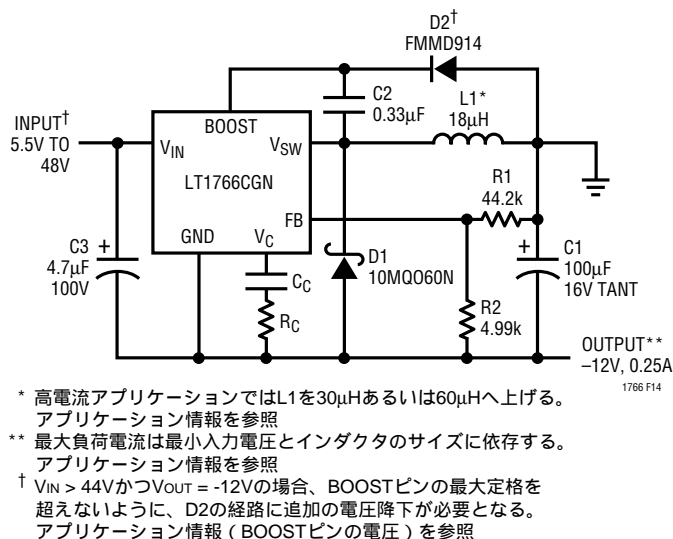 D2†
FMMD914
C2
0.33µF
L1*
18µH
INPUT†
5.5V TO
48V
BOOST
VIN
VSW
LT1766CGN
R1
44.2k
FB
GND
VC
C3
4.7µF
100V
+
CC
RC
D1
10MQO60N
R2
4.99k
+
C1
100µF
16V TANT
OUTPUT**
–12V, 0.25A
1766 F14
* 高電流アプリケーションではL1を30µHあるいは60µHへ上げる。
アプリケーション情報を参照
** 最大負荷電流は最小入力電圧とインダクタのサイズに依存する。
アプリケーション情報を参照
† VIN > 44VかつVOUT = -12Vの場合、BOOSTピンの最大定格を
超えないように、D2の経路に追加の電圧降下が必要となる。
アプリケーション情報（BOOSTピンの電圧）を参照